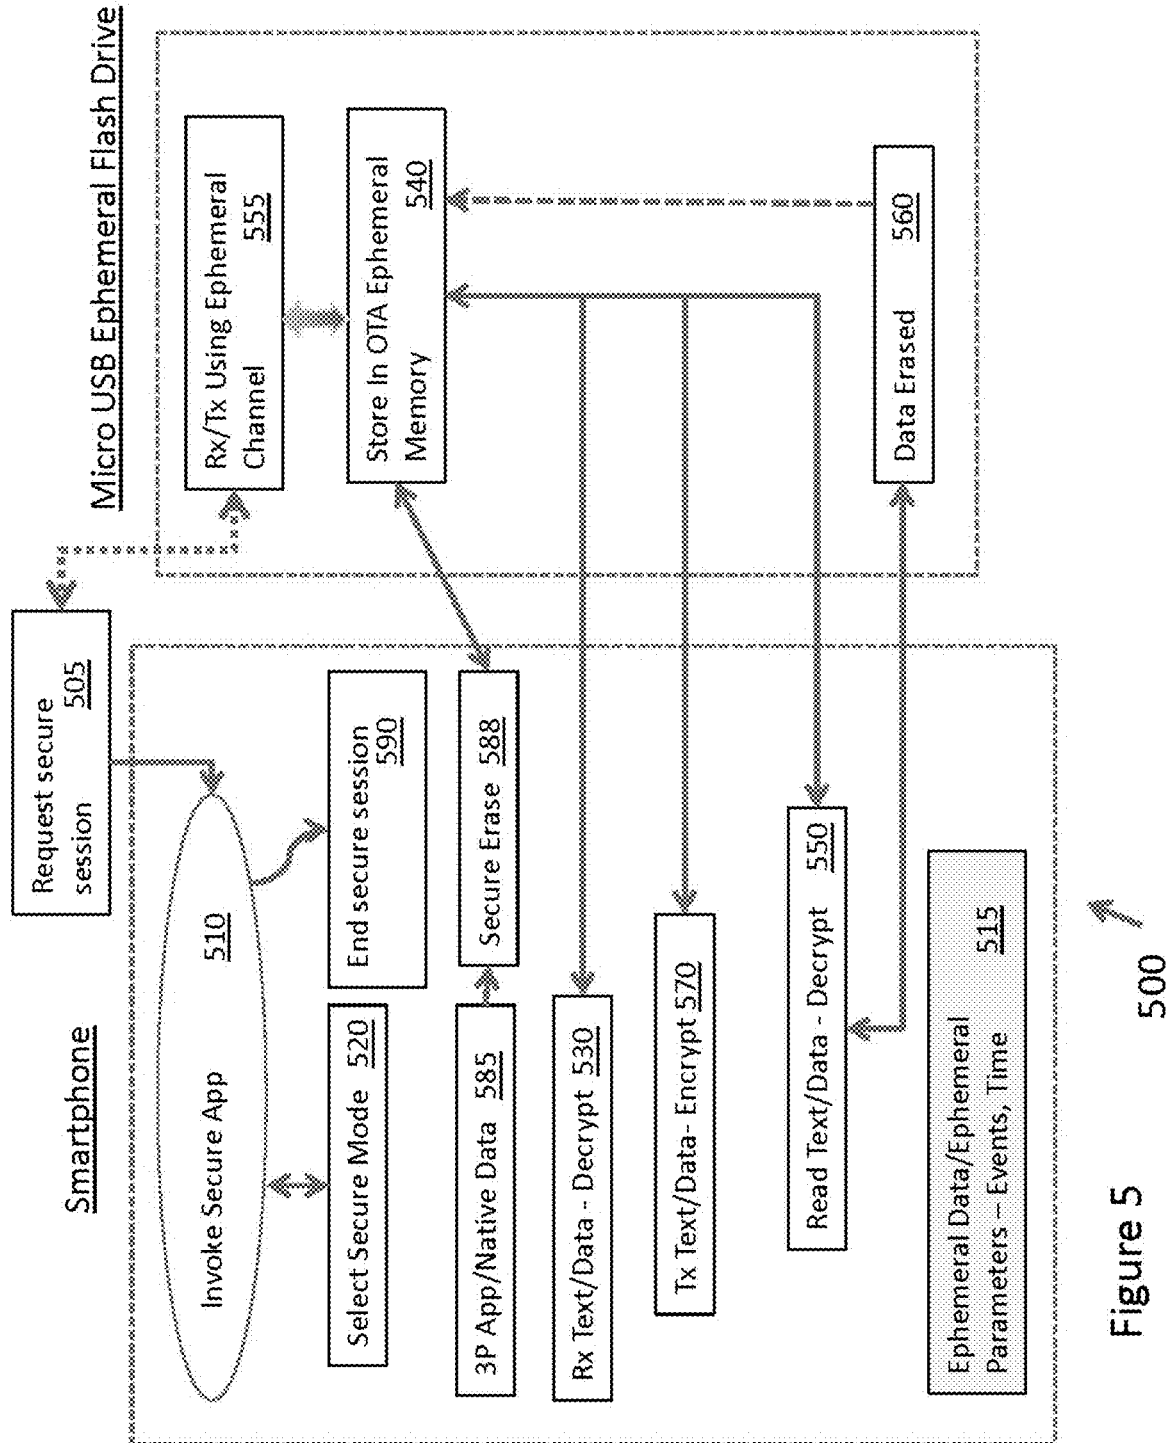 Smartphone
Micro USB Ephemeral Flash Drive
Request secure
session 505
Invoke Secure App 510
Select Secure Mode 520
End secure session
590
3P App/Native Data 585
Secure Erase 588
Rx Text/Data - Decrypt 530
Tx Text/Data- Encrypt 570
Read Text/Data - Decrypt 550
Ephemeral Data/Ephemeral
Parameters – Events, Time 515
Rx/Tx Using Ephemeral
Channel 555
Store In OTA Ephemeral
Memory 540
Data Erased 560
Figure 5
500